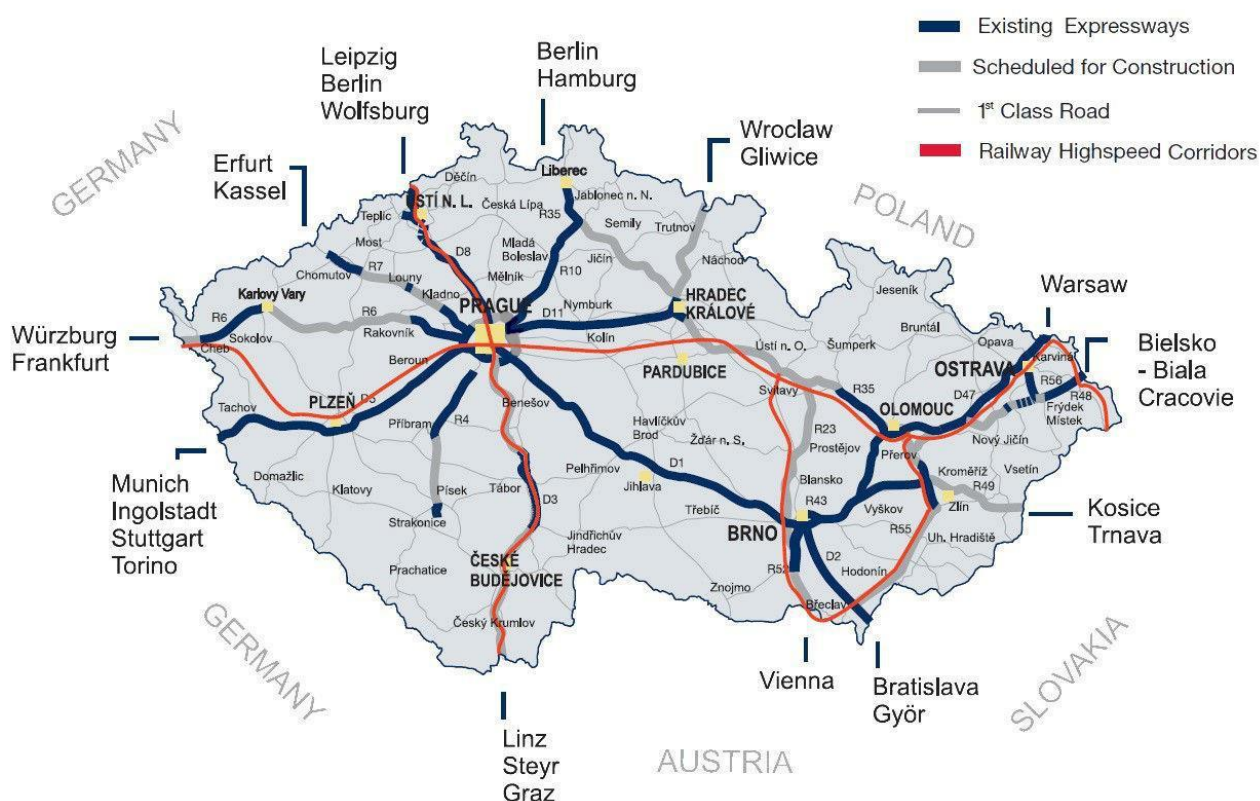 Existing Expressways
Scheduled for Construction
1st Class Road
Railway Highspeed Corridors
Leipzig
Berlin
Wolfsburg
Berlin
Hamburg
Wroclaw
Gliwice
Erfurt
Kassel
GERMANY
POLAND
Děčín
Liberec
STÍ N. L.
Česká Lípa
Jablonec n. N.
R35
Semily
Trutnov
Teplic
Most
D8
Mladá
Boleslav
R10
Jičín
Náchod
Chomutov
R7
Louny
Mělník
Kladno
Karlovy Vary
PRAGUE
Nymburk
D11
HRADEC
KRÁLOVÉ
Jeseník
Warsaw
Würzburg
Frankfurt
R6
Sokolov
Cheb
R6
Rakovník
Kolín
Ústí n. O.
Šumperk
Bruntál
Opava
Karviná
Bielsko
- Biala
Cracovie
Beroun
PARDUBICE
OSTRAVA
R56
R48
PLZEŇ
D5
Tachov
Benešov
Svitavy
R35
OLOMOUC
D47
Frýdek
Místek
Příbram
R4
Havlíčkův
Brod
Žďár n. S.
R23
Prostějov
Přerov
Nový Jičín
Domažlic
Klatovy
Písek
Tábor
Pelhřimov
Jihlava
D1
Blansko
Kroměříž
Vsetín
R49
Zlín
Munich
Ingolstadt
Stuttgart
Torino
Strakonice
D3
Třebíč
R43
Vyškov
Kosice
Trnava
BRNO
R55
Jindřichův
Hradec
Uh. Hradiště
Prachatice
ČESKÉ
BUDĚJOVICE
Znojmo
R52
D2
Hodonín
Břeclav
Český Krumlov
GERMANY
Vienna
Bratislava
Györ
SLOVAKIA
Linz
Steyr
Graz
AUSTRIA